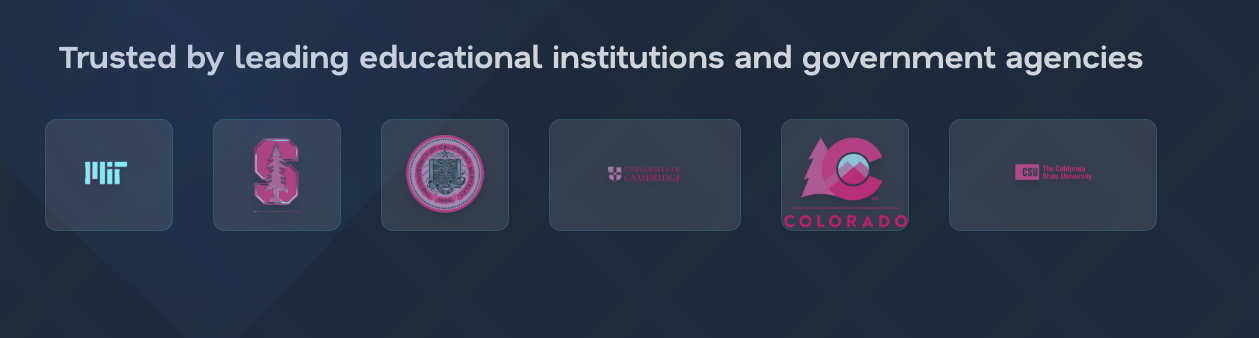 Trusted by leading educational institutions and government agencies
MiT
S
UNIVERSITY OF
CAMBRIDGE
C
COLORADO
CSU
The California
State University